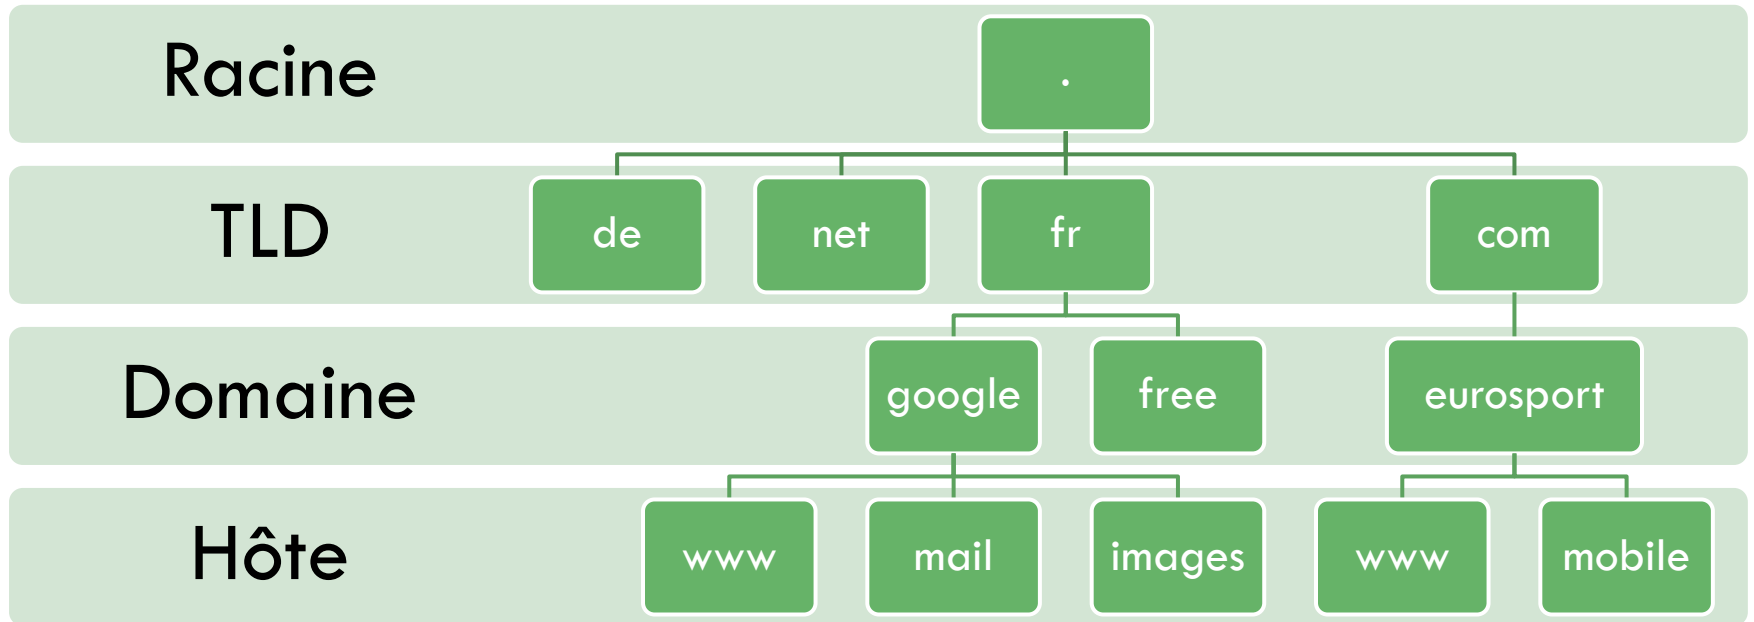 Racine
.
TLD
de
net
fr
com
Domaine
google
free
eurosport
Hôte
www
mail
images
www
mobile